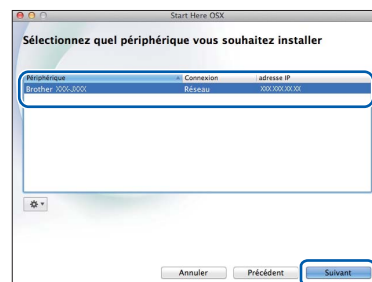 Start Here OSX
Sélectionnez quel périphérique vous souhaitez installer
Périphérique Connexion adresse IP
Brother XXX-JXXX Réseau XXX.XXX.XX.XX
Annuler Précédent Suivant